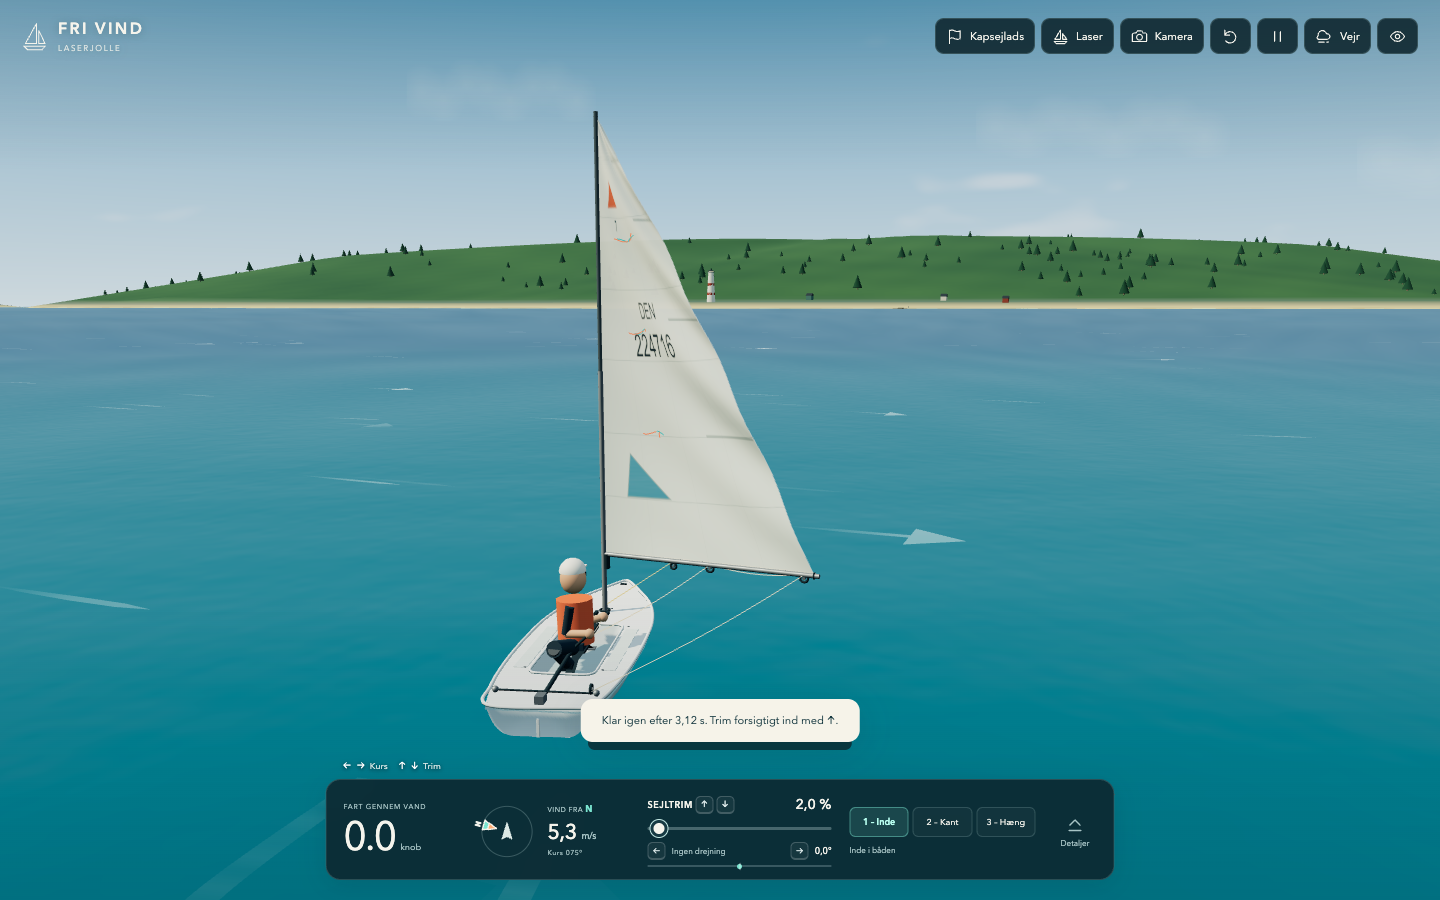 FRI VIND
LASERJOLLE
Kapsejlads
Laser
Kamera
Vejr
DEN
224716
Klar igen efter 3,12 s. Trim forsigtigt ind med ↑.
← → Kurs ↑ ↓ Trim
FART GENNEM VAND
0.0 knob
N
VIND FRA N
5,3 m/s
Kurs 075°
SEJLTRIM ↑ ↓ 2,0 %
← Ingen drejning → 0,0°
1 – Inde
2 – Kant
3 – Hæng
Inde i båden
Detaljer